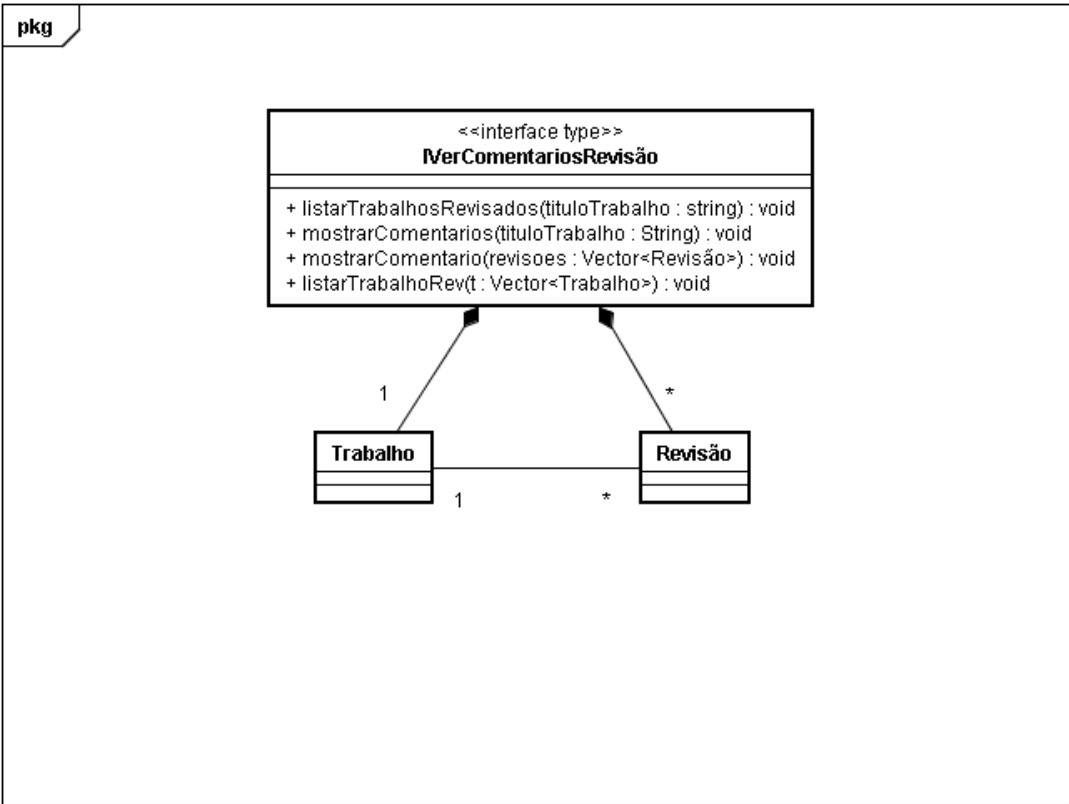 pkg
<<interface type>>
IVerComentariosRevisão
+ listarTrabalhosRevisados(tituloTrabalho : string) : void
+ mostrarComentarios(tituloTrabalho : String) : void
+ mostrarComentario(revisoes : Vector<Revisão>) : void
+ listarTrabalhoRev(t : Vector<Trabalho>) : void
1
*
Trabalho
Revisão
1
*